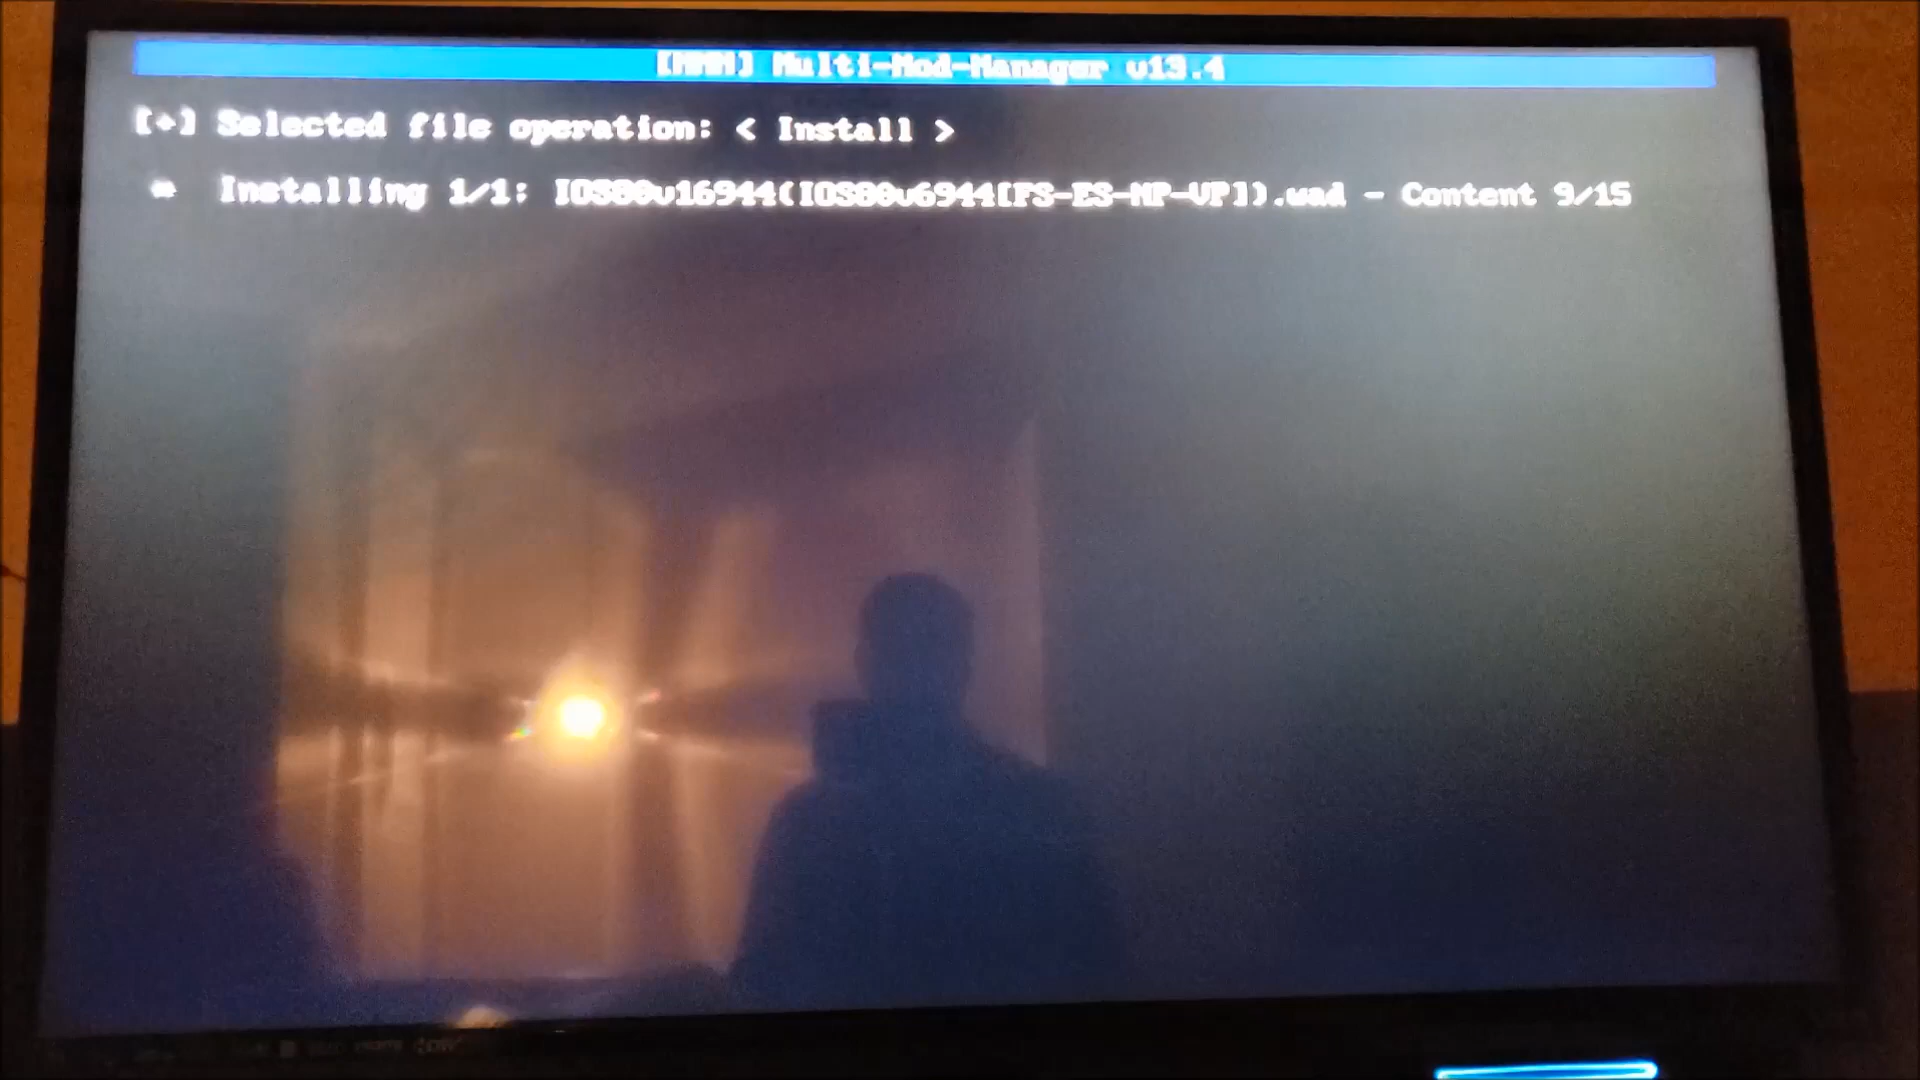 [MMM] Multi-Mod-Manager v13.4
[+] Selected file operation: < Install >
Installing 1/1: IOS80v16944(IOS80v6944[FS-ES-MP-VP]).wad - Content 9/15